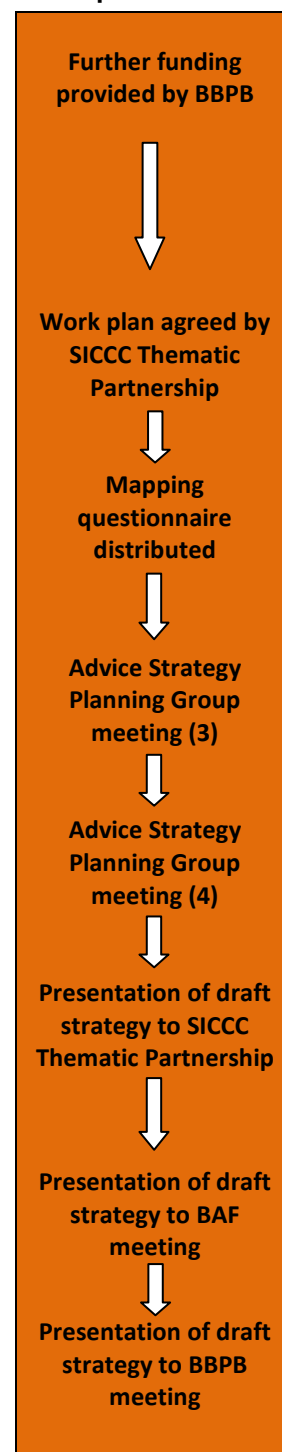 Further funding
provided by BBPB
Work plan agreed by
SICCC Thematic
Partnership
Mapping
questionnaire
distributed
Advice Strategy
Planning Group
meeting (3)
Advice Strategy
Planning Group
meeting (4)
Presentation of draft
strategy to SICCC
Thematic Partnership
Presentation of draft
strategy to BAF
meeting
Presentation of draft
strategy to BBPB
meeting